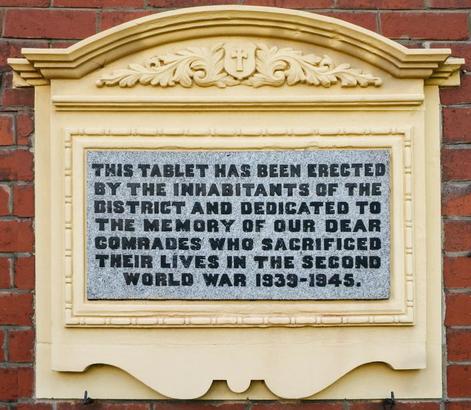 THIS TABLET HAS BEEN ERECTED
BY THE INHABITANTS OF THE
DISTRICT AND DEDICATED TO
THE MEMORY OF OUR DEAR
COMRADES WHO SACRIFICED
THEIR LIVES IN THE SECOND
WORLD WAR 1939-1945.